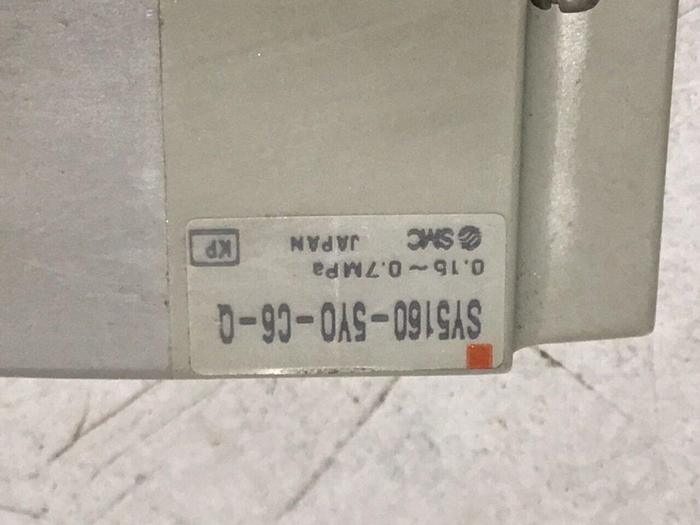 SY5160-5YO-C6-Q
0.15~0.7MPa
SMC JAPAN KP